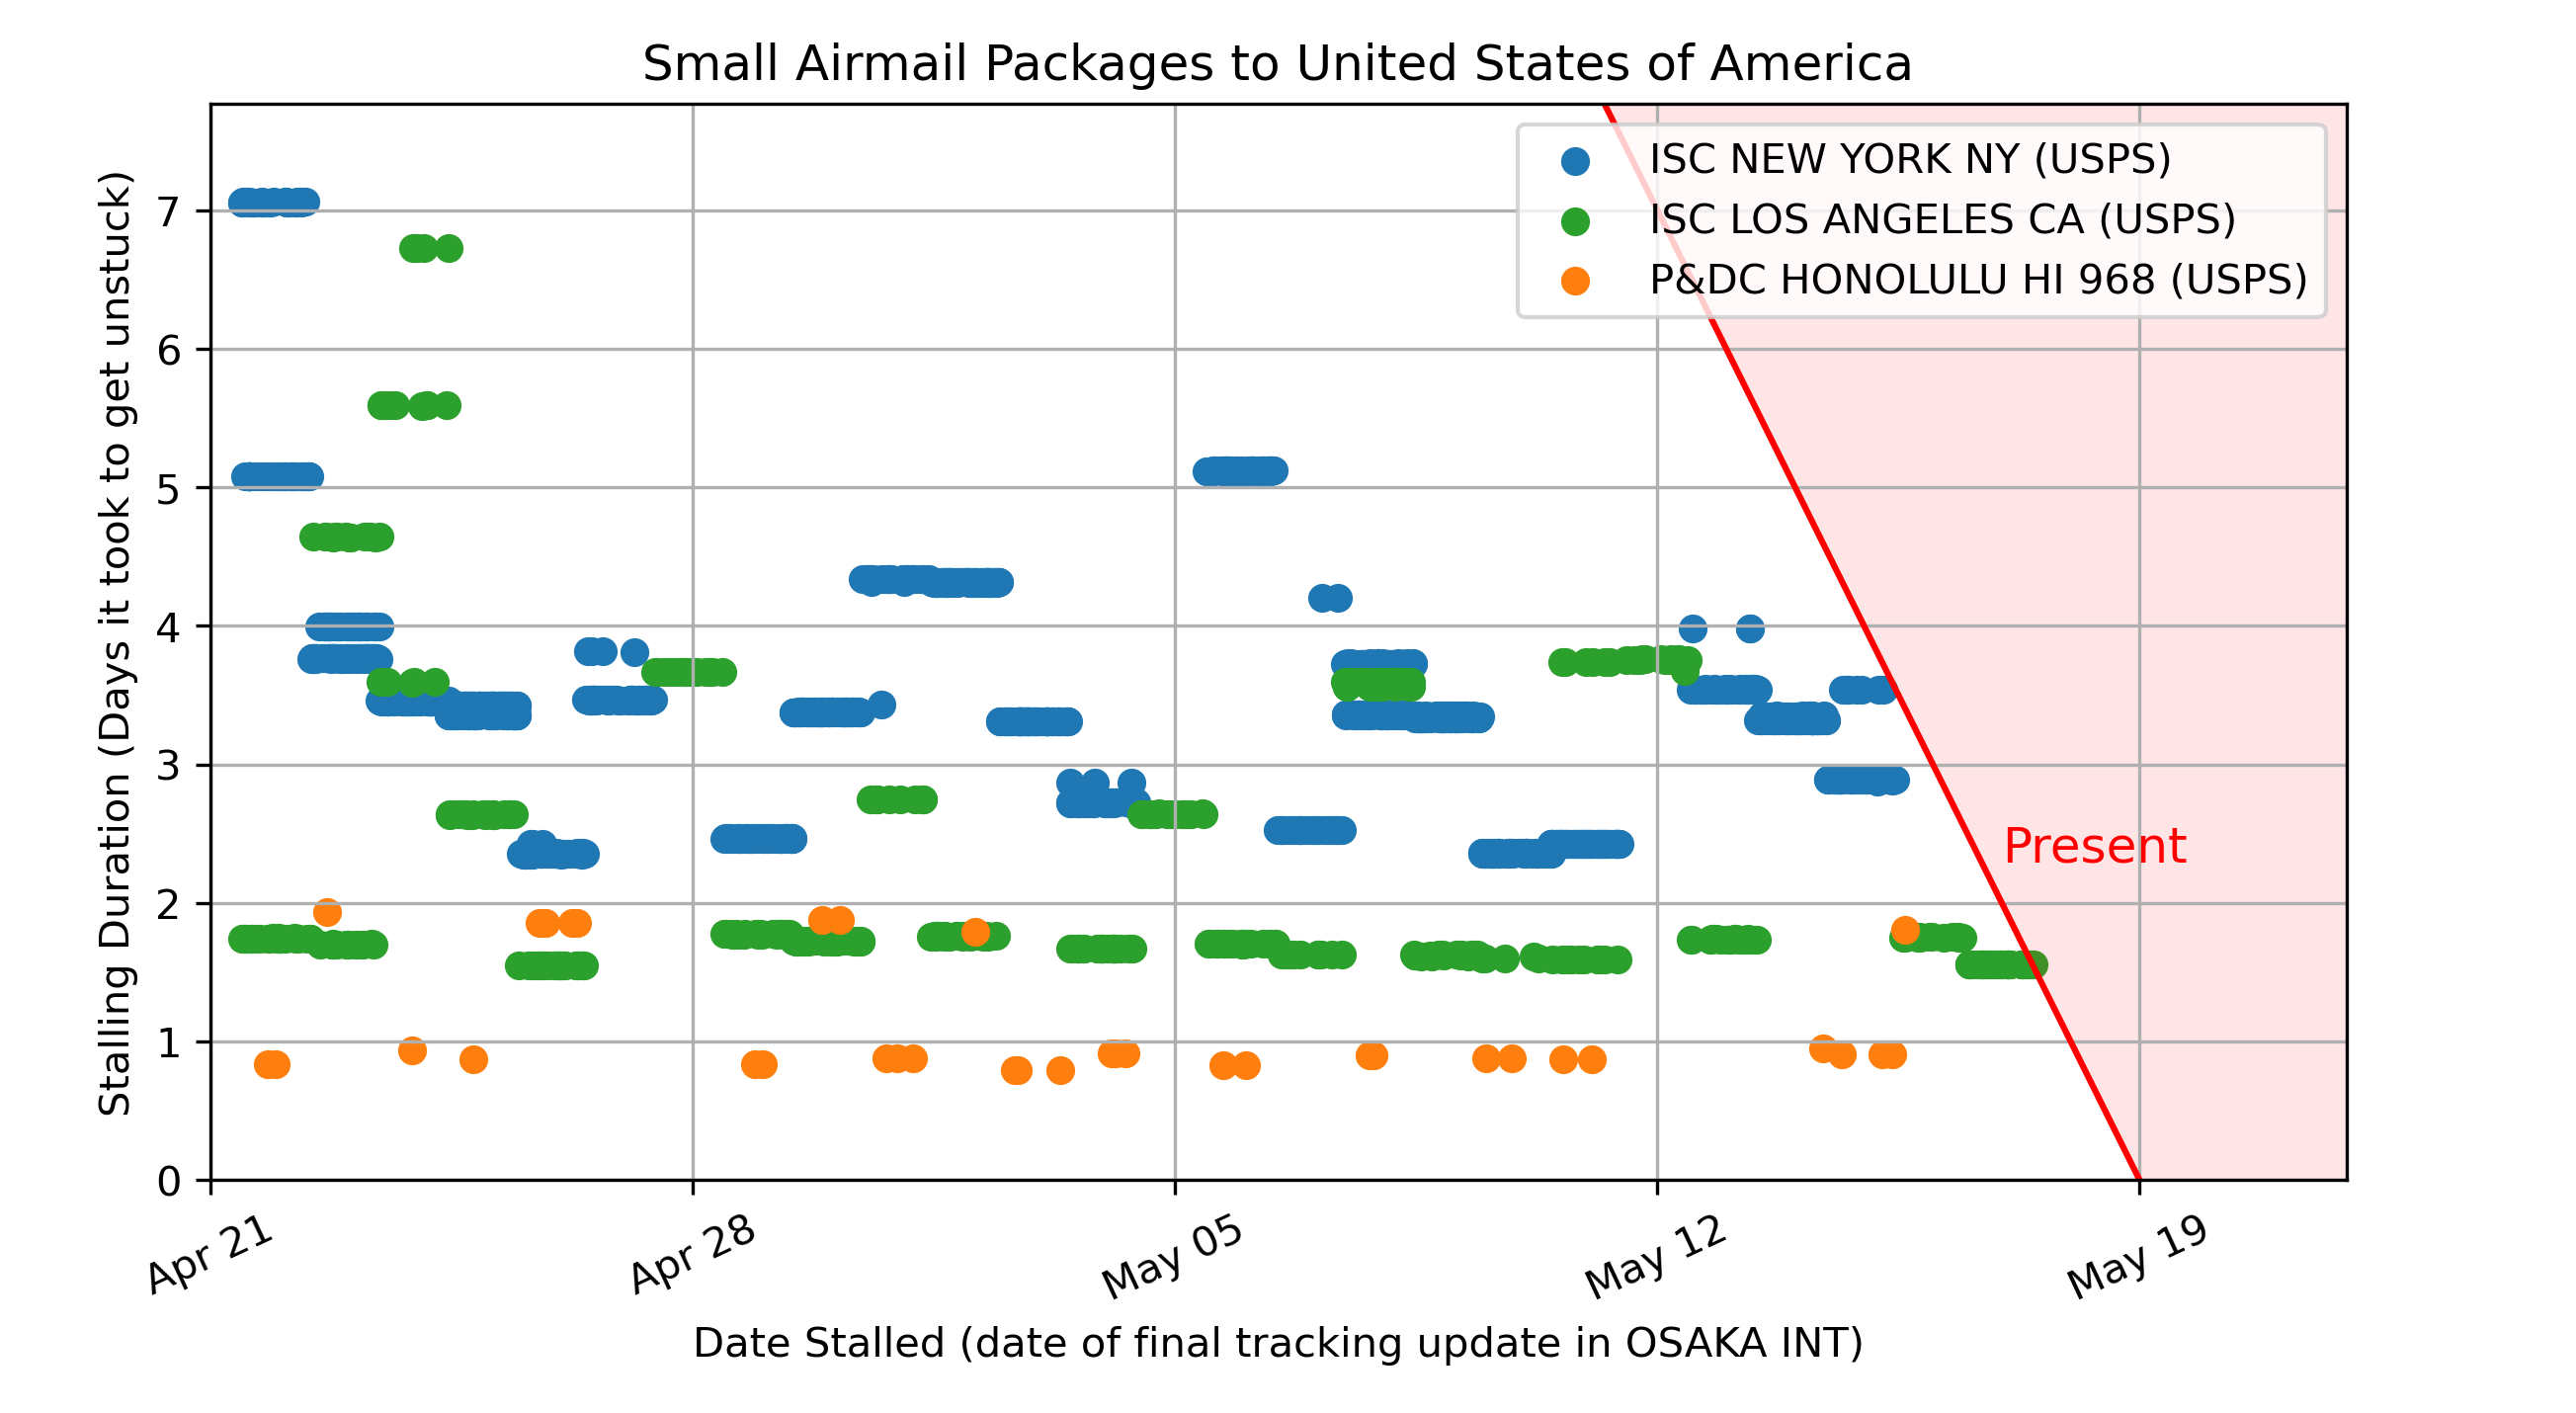 Small Airmail Packages to United States of America
ISC NEW YORK NY (USPS)
ISC LOS ANGELES CA (USPS)
P&DC HONOLULU HI 968 (USPS)
Stalling Duration (Days it took to get unstuck)
7
6
5
4
3
2
1
0
Present
Apr 21
Apr 28
May 05
May 12
May 19
Date Stalled (date of final tracking update in OSAKA INT)